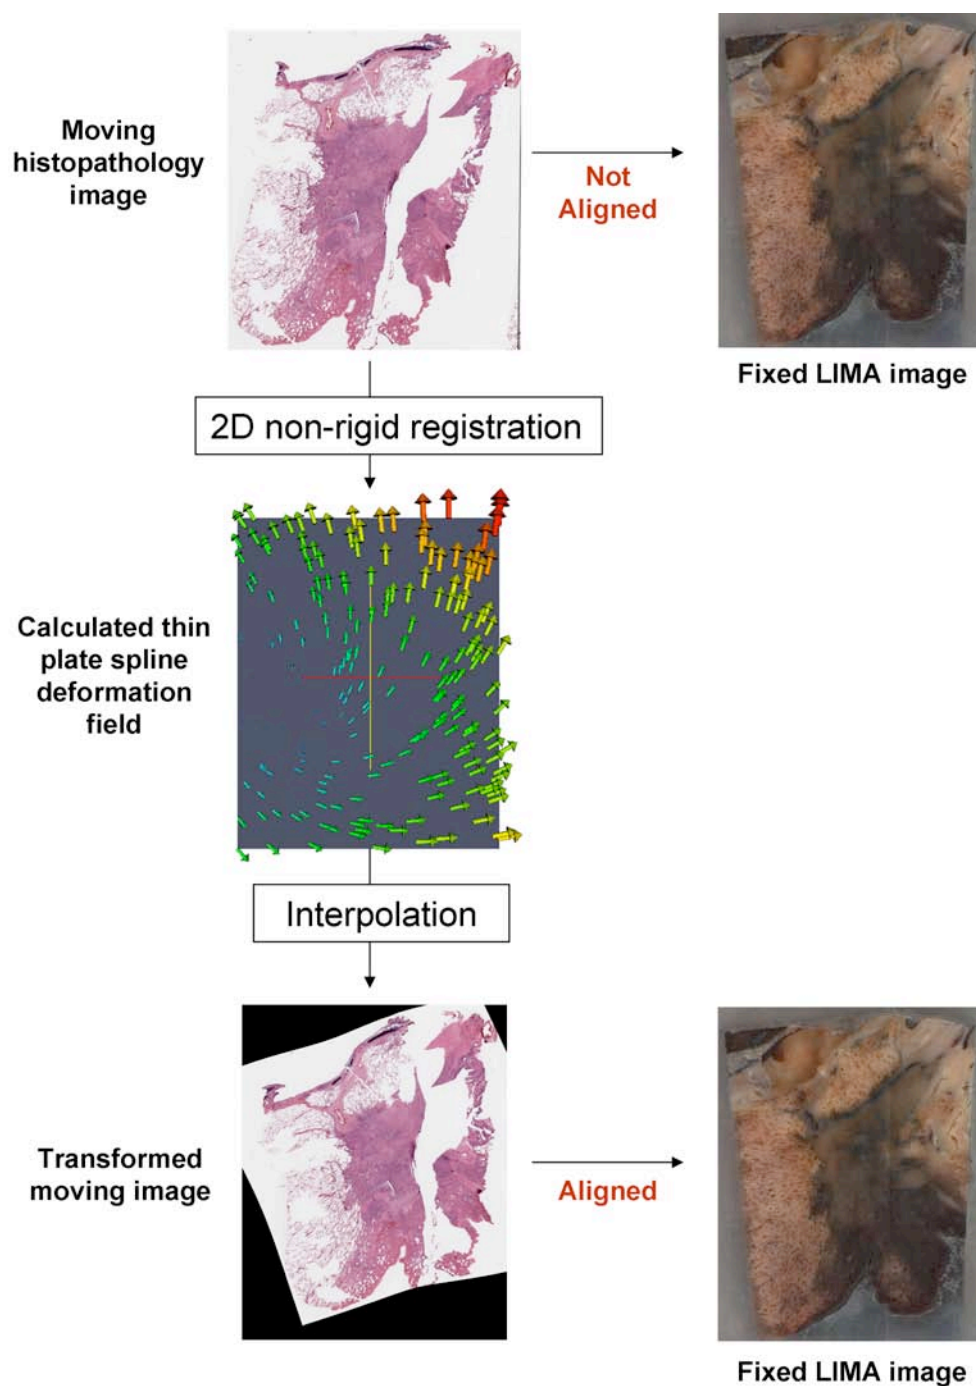 Moving
histopathology
image
Not
Aligned
Fixed LIMA image
2D non-rigid registration
Calculated thin
plate spline
deformation
field
Interpolation
Transformed
moving image
Aligned
Fixed LIMA image